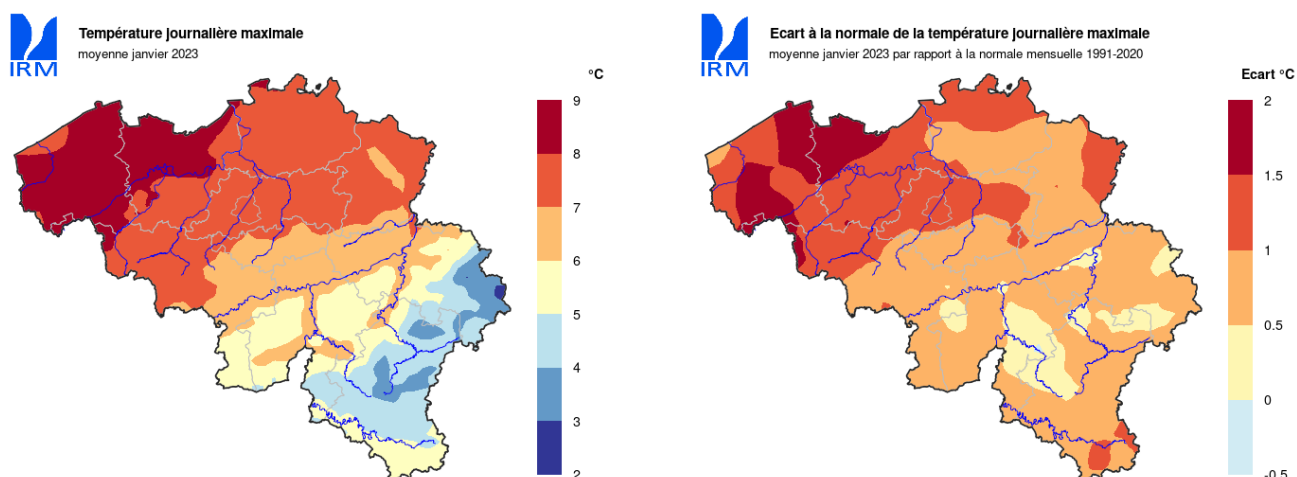 Température journalière maximale
moyenne janvier 2023
IRM
°C
9
8
7
6
5
4
3
2
Ecart à la normale de la température journalière maximale
moyenne janvier 2023 par rapport à la normale mensuelle 1991-2020
IRM
Ecart °C
2
1.5
1
0.5
0
-0.5